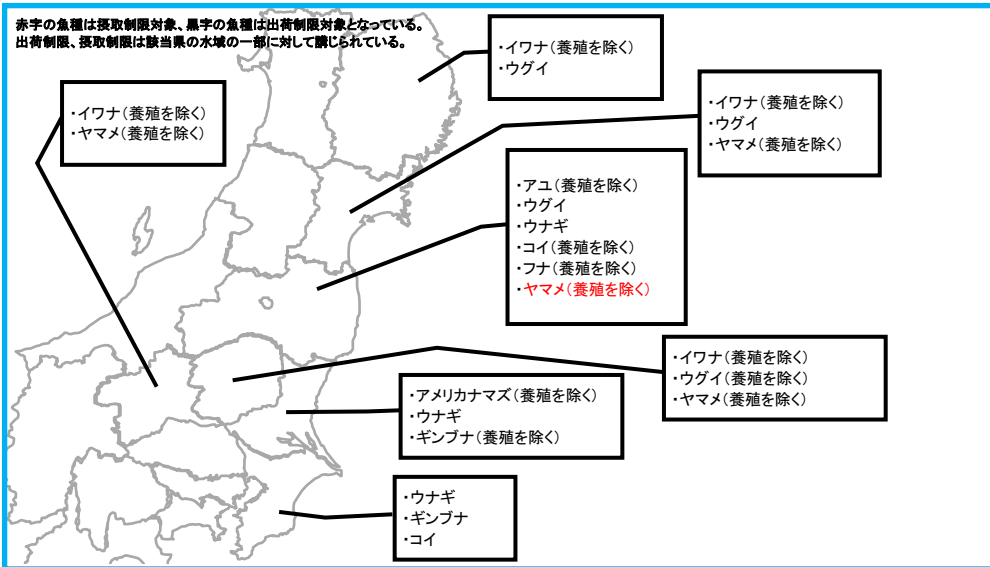 赤字の魚種は摂取制限対象、黒字の魚種は出荷制限対象となっている。
出荷制限、摂取制限は該当県の水域の一部に対して講じられている。
・イワナ(養殖を除く)
・ウグイ
・イワナ(養殖を除く)
・ヤマメ(養殖を除く)
・イワナ(養殖を除く)
・ウグイ
・ヤマメ(養殖を除く)
・アユ(養殖を除く)
・ウグイ
・ウナギ
・コイ(養殖を除く)
・フナ(養殖を除く)
・ヤマメ(養殖を除く)
・イワナ(養殖を除く)
・ウグイ(養殖を除く)
・ヤマメ(養殖を除く)
・アメリカナマズ(養殖を除く)
・ウナギ
・ギンブナ(養殖を除く)
・ウナギ
・ギンブナ
・コイ